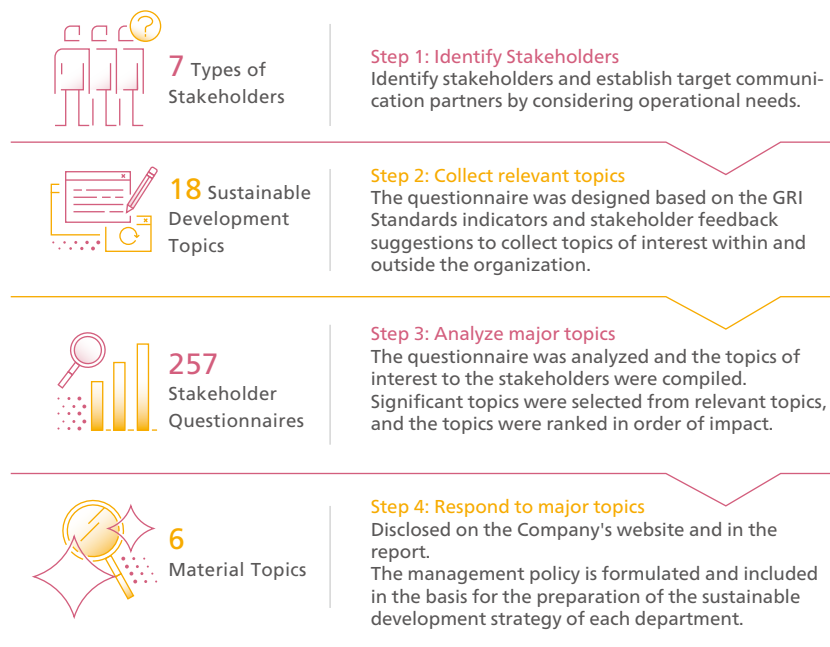 ?
7 Types of
Stakeholders
Step 1: Identify Stakeholders
Identify stakeholders and establish target communi-
cation partners by considering operational needs.
18 Sustainable
Development
Topics
Step 2: Collect relevant topics
The questionnaire was designed based on the GRI
Standards indicators and stakeholder feedback
suggestions to collect topics of interest within and
outside the organization.
257
Stakeholder
Questionnaires
Step 3: Analyze major topics
The questionnaire was analyzed and the topics of
interest to the stakeholders were compiled.
Significant topics were selected from relevant topics,
and the topics were ranked in order of impact.
6
Material Topics
Step 4: Respond to major topics
Disclosed on the Company's website and in the
report.
The management policy is formulated and included
in the basis for the preparation of the sustainable
development strategy of each department.